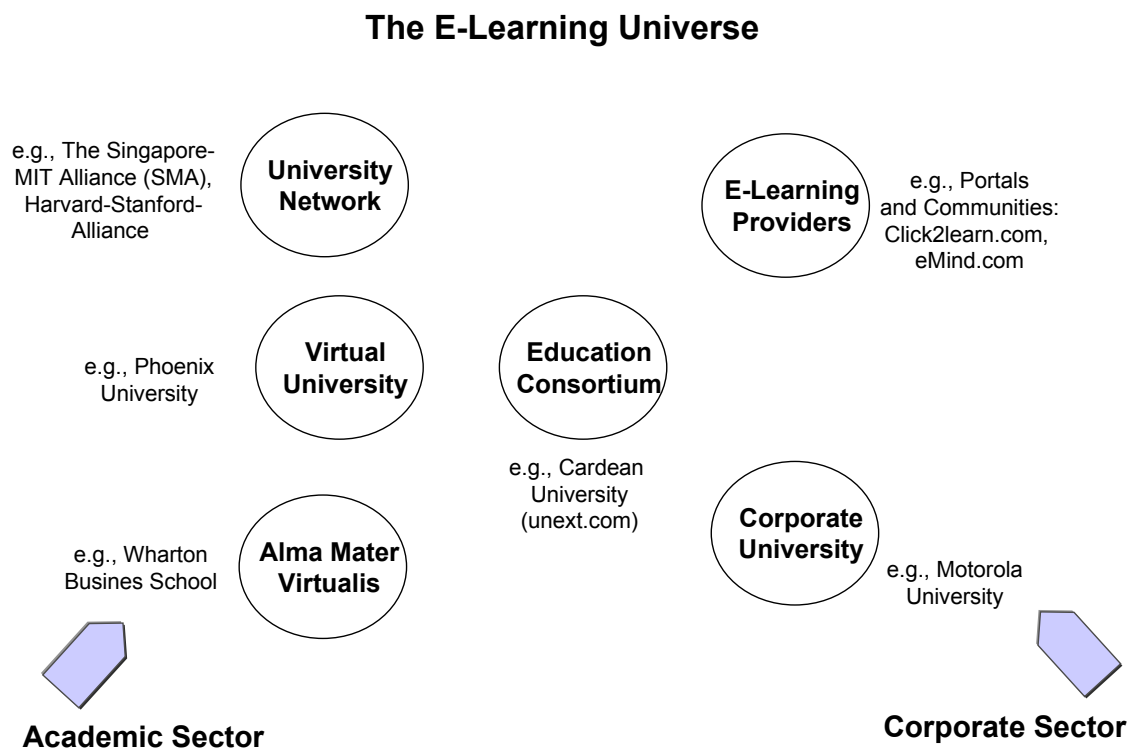 The E-Learning Universe
e.g., The Singapore-
MIT Alliance (SMA),
Harvard-Stanford-
Alliance
University
Network
E-Learning
Providers
e.g., Portals
and Communities:
Click2learn.com,
eMind.com
e.g., Phoenix
University
Virtual
University
Education
Consortium
e.g., Cardean
University
(unext.com)
e.g., Wharton
Busines School
Alma Mater
Virtualis
Corporate
University
e.g., Motorola
University
Academic Sector
Corporate Sector